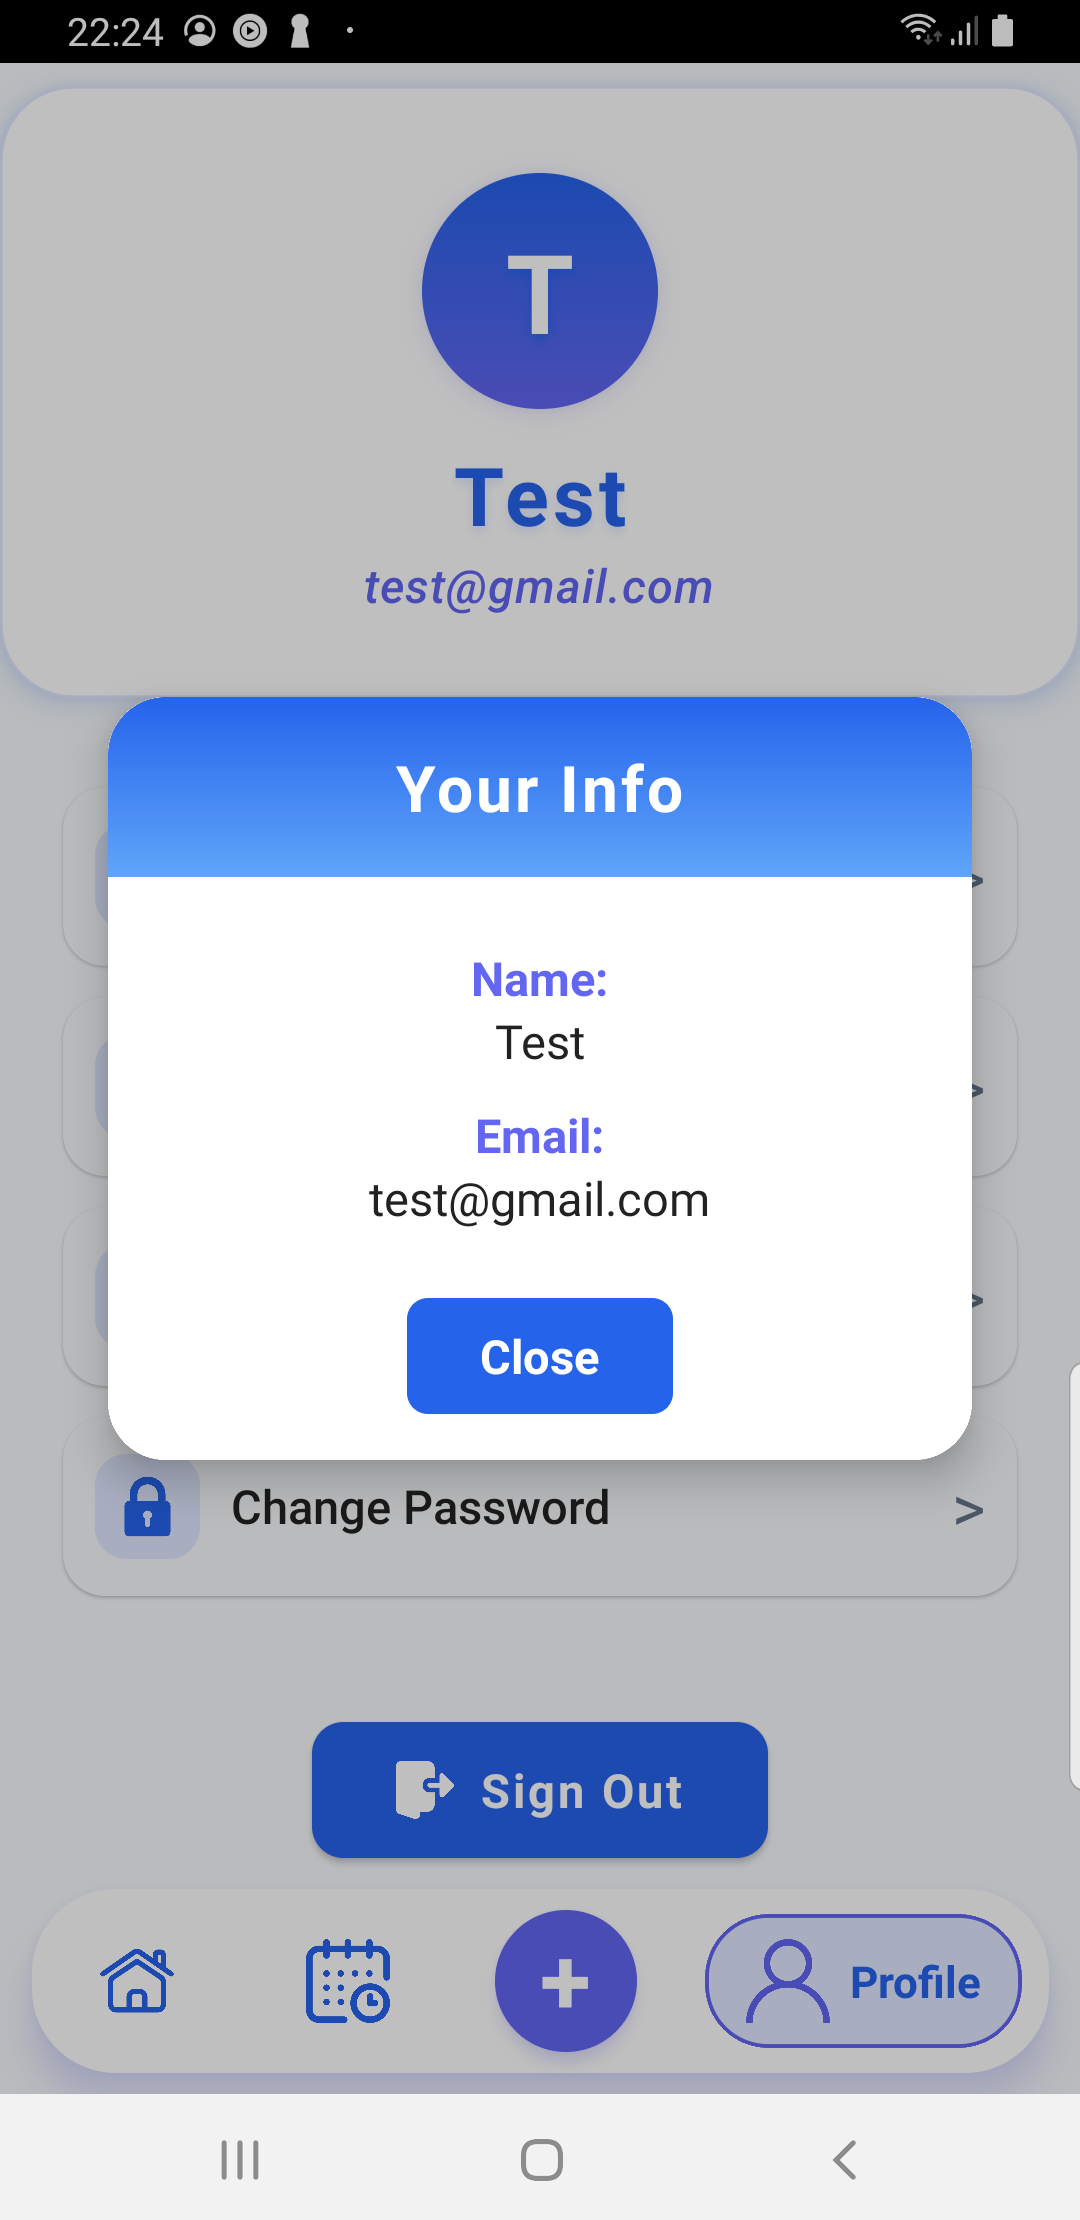 22:24
T
Test
test@gmail.com
Your Info
>
Name:
Test
>
Email:
test@gmail.com
>
Close
Change Password >
Sign Out
+
Profile